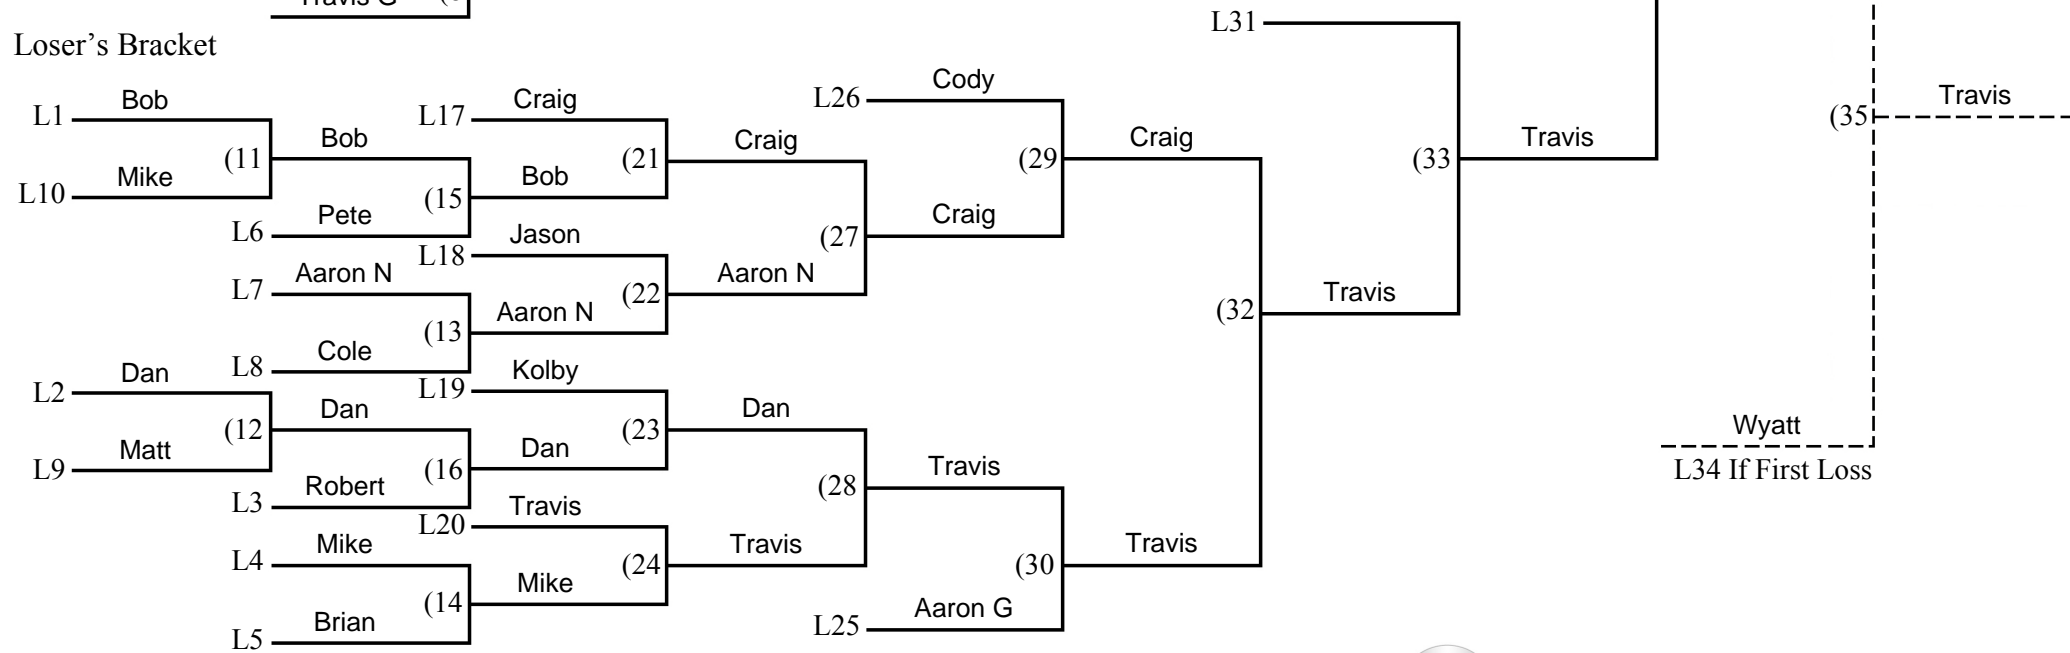 Travis G
L31
Loser's Bracket
Cody
L26
Bob
L1
Craig
L17
Travis
(35
Bob
Craig
Craig
Travis
(11
(21
(29
(33
Mike
L10
Bob
(15
Pete
L6
Craig
(27
Jason
L18
Aaron N
L7
Aaron N
(22
Travis
(32
Aaron N
(13
Cole
L8
Kolby
L19
Dan
L2
Dan
Dan
(12
(23
Wyatt
L34 If First Loss
Matt
L9
Dan
(16
Travis
(28
Robert
L3
Travis
L20
Mike
L4
Travis
(24
Travis
(30
Mike
(14
Aaron G
L25
Brian
L5